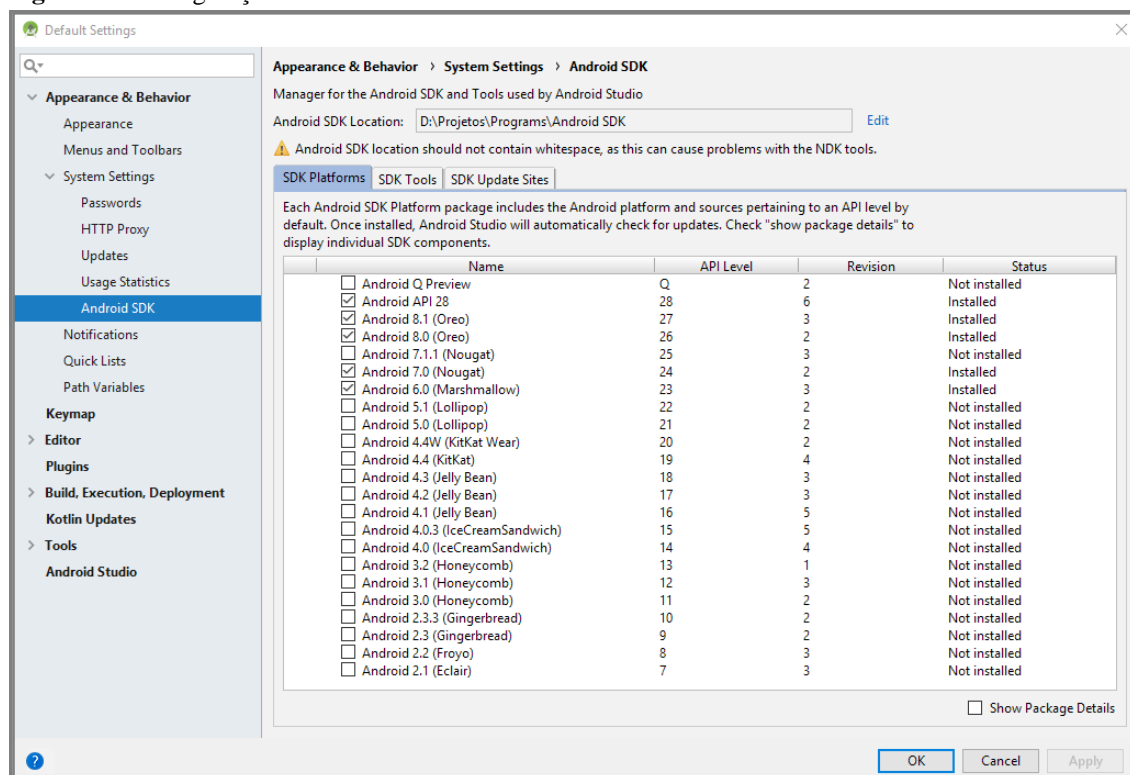 Default Settings
Appearance & Behavior
Appearance
Menus and Toolbars
System Settings
Passwords
HTTP Proxy
Updates
Usage Statistics
Android SDK
Notifications
Quick Lists
Path Variables
Keymap
Editor
Plugins
Build, Execution, Deployment
Kotlin Updates
Tools
Android Studio
Appearance & Behavior › System Settings › Android SDK
Manager for the Android SDK and Tools used by Android Studio
Android SDK Location: D:\Projetos\Programs\Android SDK Edit
Android SDK location should not contain whitespace, as this can cause problems with the NDK tools.
SDK Platforms SDK Tools SDK Update Sites
Each Android SDK Platform package includes the Android platform and sources pertaining to an API level by
default. Once installed, Android Studio will automatically check for updates. Check "show package details" to
display individual SDK components.
Name API Level Revision Status
Android Q Preview Q 2 Not installed
Android API 28 28 6 Installed
Android 8.1 (Oreo) 27 3 Installed
Android 8.0 (Oreo) 26 2 Installed
Android 7.1.1 (Nougat) 25 3 Not installed
Android 7.0 (Nougat) 24 2 Installed
Android 6.0 (Marshmallow) 23 3 Installed
Android 5.1 (Lollipop) 22 2 Not installed
Android 5.0 (Lollipop) 21 2 Not installed
Android 4.4W (KitKat Wear) 20 2 Not installed
Android 4.4 (KitKat) 19 4 Not installed
Android 4.3 (Jelly Bean) 18 3 Not installed
Android 4.2 (Jelly Bean) 17 3 Not installed
Android 4.1 (Jelly Bean) 16 5 Not installed
Android 4.0.3 (IceCreamSandwich) 15 5 Not installed
Android 4.0 (IceCreamSandwich) 14 4 Not installed
Android 3.2 (Honeycomb) 13 1 Not installed
Android 3.1 (Honeycomb) 12 3 Not installed
Android 3.0 (Honeycomb) 11 2 Not installed
Android 2.3.3 (Gingerbread) 10 2 Not installed
Android 2.3 (Gingerbread) 9 2 Not installed
Android 2.2 (Froyo) 8 3 Not installed
Android 2.1 (Eclair) 7 3 Not installed
Show Package Details
? OK Cancel Apply